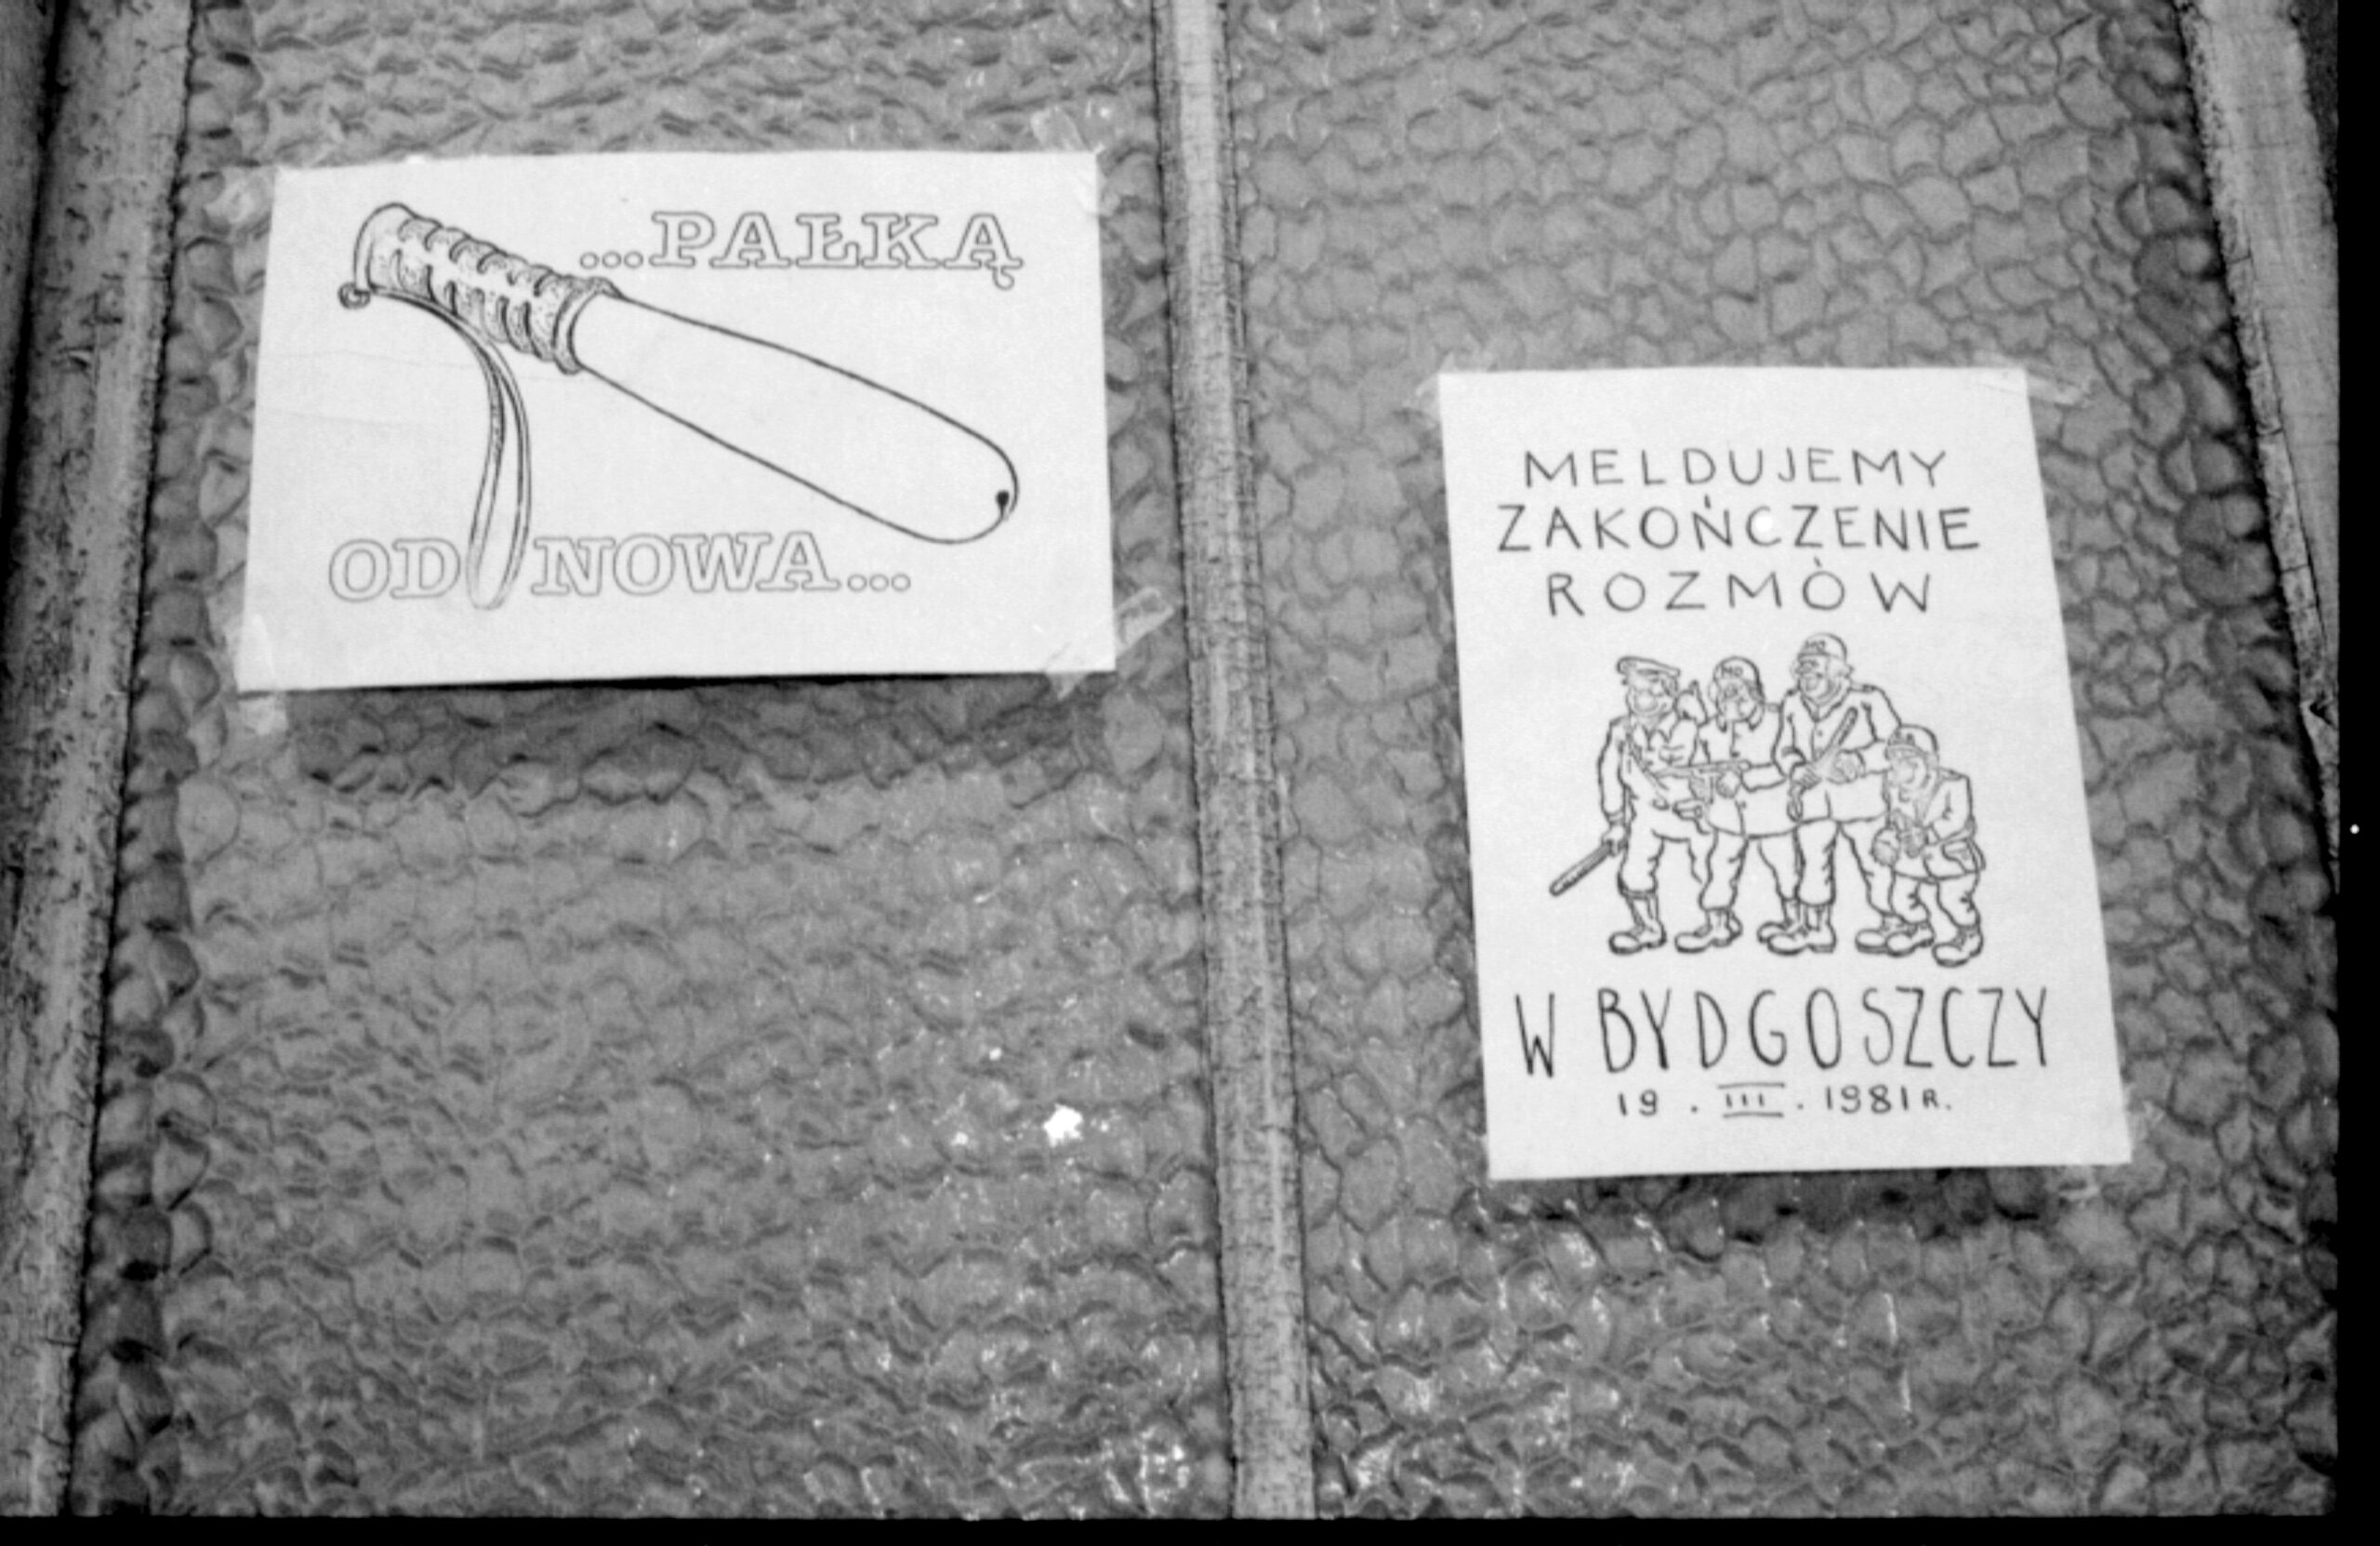 ...PAŁKĄ
OD NOWA...
MELDUJEMY
ZAKOŃCZENIE
ROZMÓW
W BYDGOSZCZY
19. III. 1981 R.